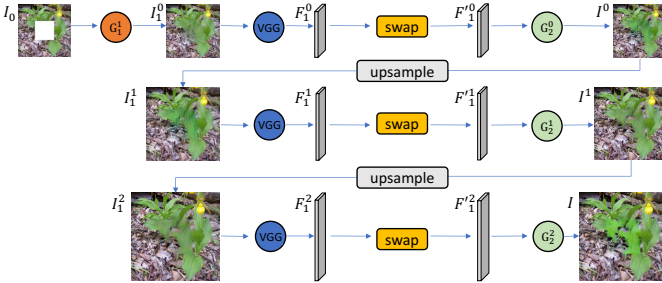 I_0 G_1^1 I_1^0 VGG F_1^0 swap F'_1^0 G_2^0 I^0
upsample
I_1^1 VGG F_1^1 swap F'_1^1 G_2^1 I^1
upsample
I_1^2 VGG F_1^2 swap F'_1^2 G_2^2 I